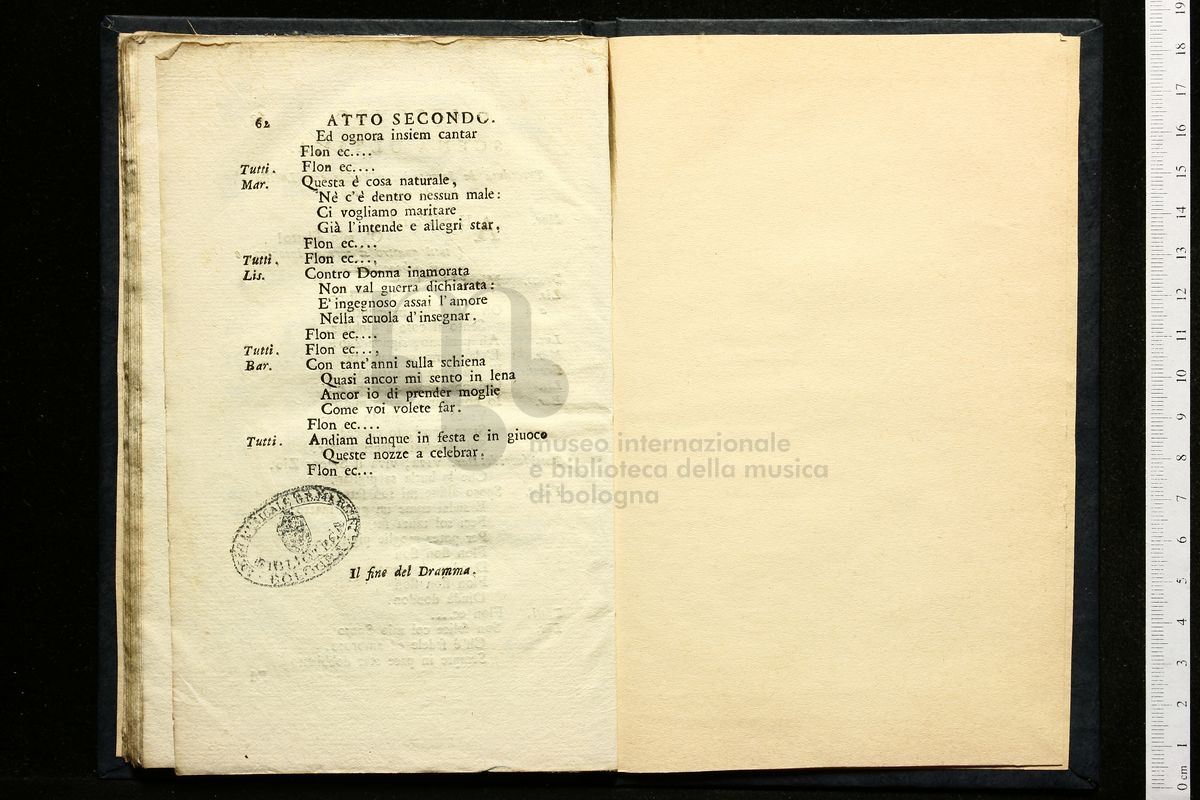 62 ATTO SECONDO.
Ed ognora insiem cantar
Flon ec....
Tutti. Flon ec....
Mar. Questa è cosa naturale,
Nè c'è dentro nessun male:
Ci vogliamo maritare
Già l'intende e allegri star,
Flon ec....
Tutti. Flon ec...,
Lis. Contro Donna inamorata
Non val guerra dichiarata:
E' ingegnoso assai l'amore
Nella scuola d'insegnar.
Flon ec....
Tutti. Flon ec...,
Bar. Con tant'anni sulla schiena
Quasi ancor mi sento in lena
Ancor io di prender moglie
Come voi volete far.
Flon ec....
Tutti. Andiam dunque in festa e in giuoco
Queste nozze a celebrar.
Flon ec...
Il fine del Dramma.
museo internazionale
e biblioteca della musica
di bologna
BIBLIOTECA
BOLOGNA
19
18
17
16
15
14
13
12
11
10
9
8
7
6
5
4
3
2
1
0 cm